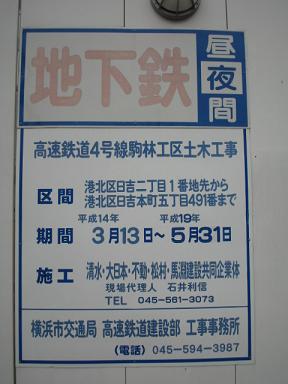 地下鉄
昼夜間
高速鉄道4号線駒林工区土木工事
区間 港北区日吉二丁目1番地先から
港北区日吉本町五丁目491番まで
平成14年 平成19年
期間 3月13日〜5月31日
施工 清水・大日本・不動・松村・馬淵建設共同企業体
現場代理人 石井利信
TEL 045-561-3073
横浜市交通局 高速鉄道建設部 工事事務所
(電話) 045-594-3987